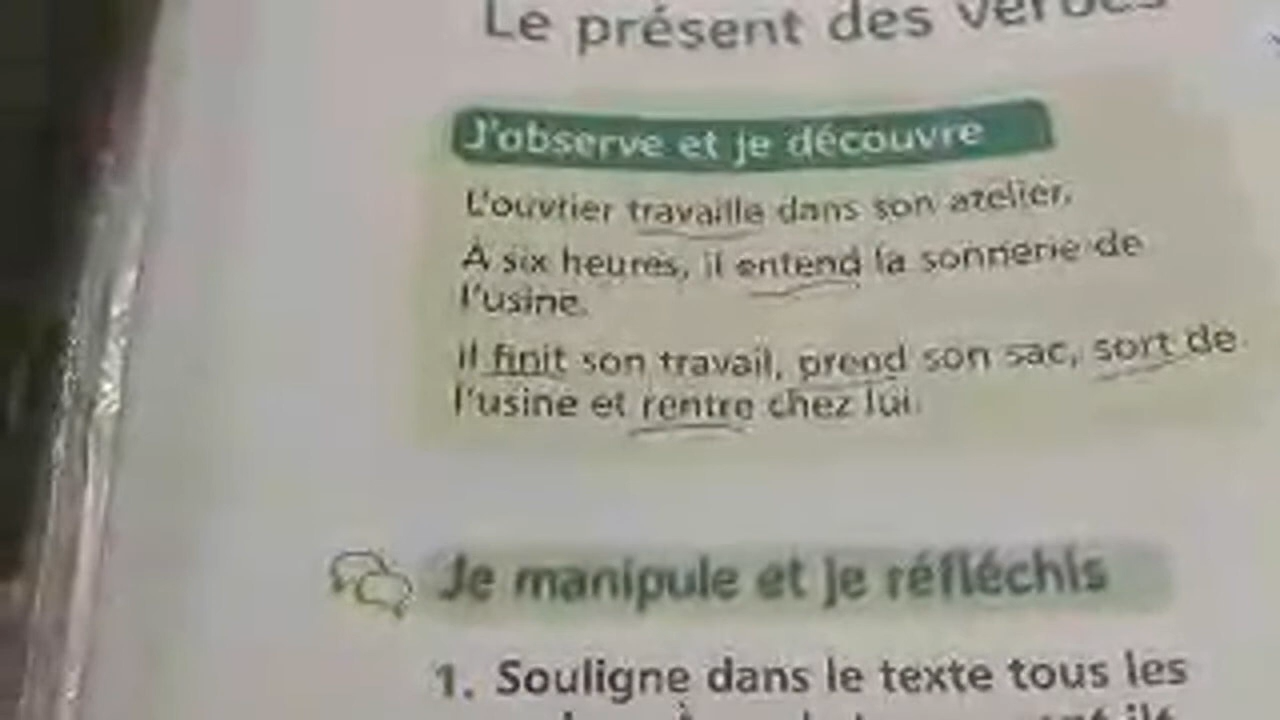 Le présent des verbes
J'observe et je découvre
L'ouvrier travaille dans son atelier.
À six heures, il entend la sonnerie de
l'usine.
Il finit son travail, prend son sac, sort de
l'usine et rentre chez lui.
Je manipule et je réfléchis
1. Souligne dans le texte tous les